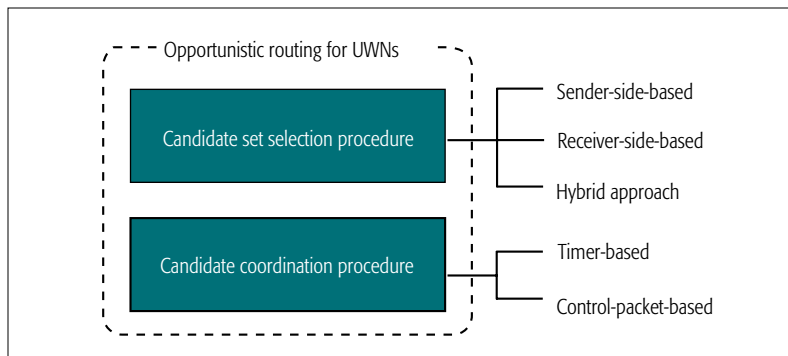 Opportunistic routing for UWNs
Candidate set selection procedure
Sender-side-based
Receiver-side-based
Hybrid approach
Candidate coordination procedure
Timer-based
Control-packet-based